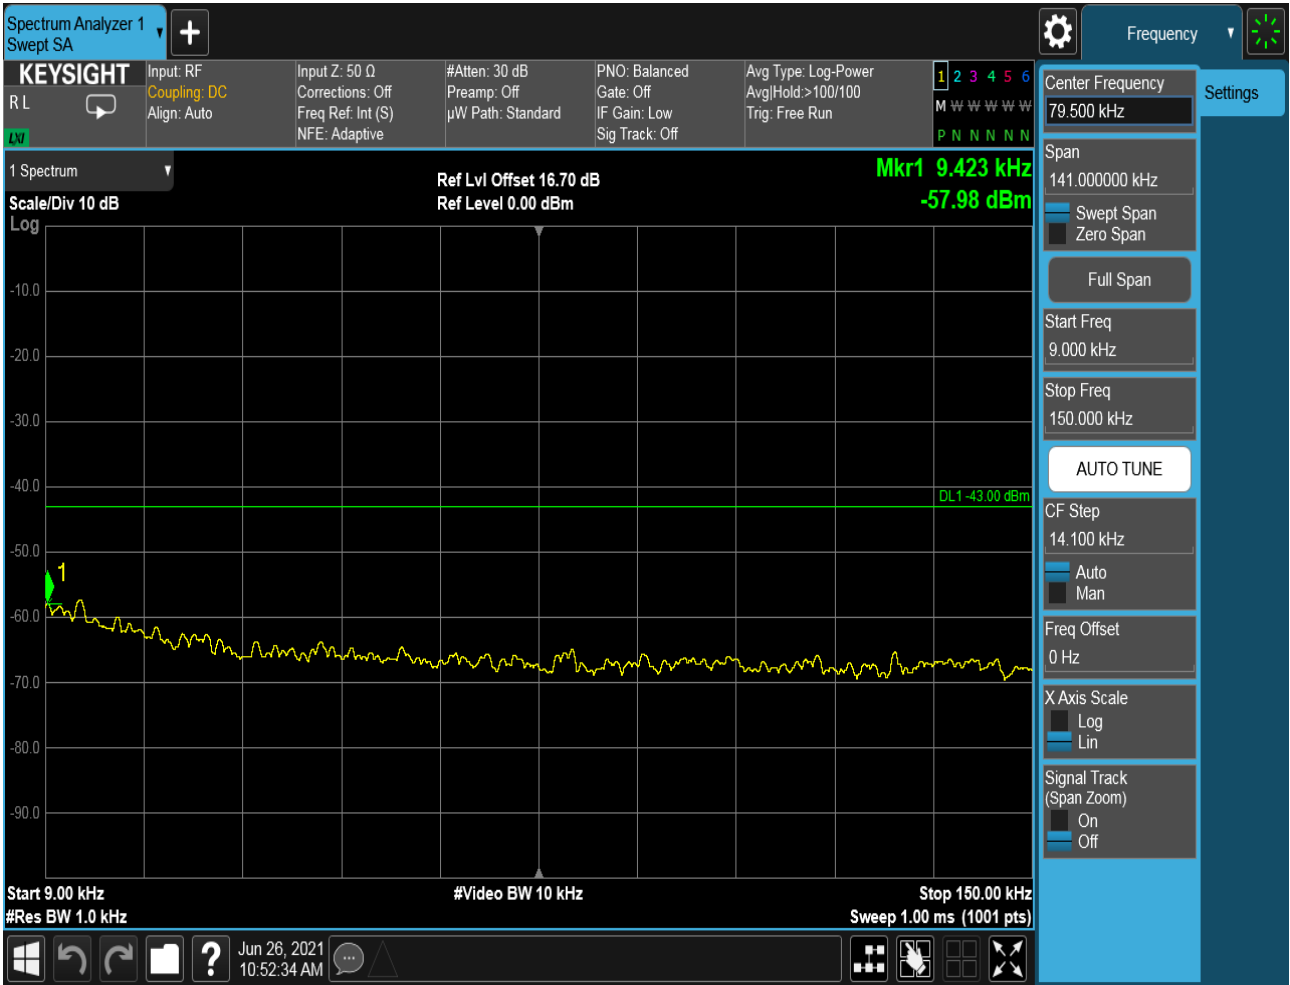 Spectrum Analyzer 1
Swept SA
Frequency
KEYSIGHT
R L
LXI
Input: RF
Coupling: DC
Align: Auto
Input Z: 50 Ω
Corrections: Off
Freq Ref: Int (S)
NFE: Adaptive
#Atten: 30 dB
Preamp: Off
µW Path: Standard
PNO: Balanced
Gate: Off
IF Gain: Low
Sig Track: Off
Avg Type: Log-Power
Avg|Hold:>100/100
Trig: Free Run
1 2 3 4 5 6
M W W W W W
P N N N N N
1 Spectrum
Scale/Div 10 dB
Log
Ref Lvl Offset 16.70 dB
Ref Level 0.00 dBm
Mkr1 9.423 kHz
-57.98 dBm
-10.0
-20.0
-30.0
-40.0
DL1 -43.00 dBm
-50.0
1
-60.0
-70.0
-80.0
-90.0
Start 9.00 kHz
#Video BW 10 kHz
Stop 150.00 kHz
#Res BW 1.0 kHz
Sweep 1.00 ms (1001 pts)
?
Jun 26, 2021
10:52:34 AM
Center Frequency
79.500 kHz
Span
141.000000 kHz
Swept Span
Zero Span
Full Span
Start Freq
9.000 kHz
Stop Freq
150.000 kHz
AUTO TUNE
CF Step
14.100 kHz
Auto
Man
Freq Offset
0 Hz
X Axis Scale
Log
Lin
Signal Track
(Span Zoom)
On
Off
Settings